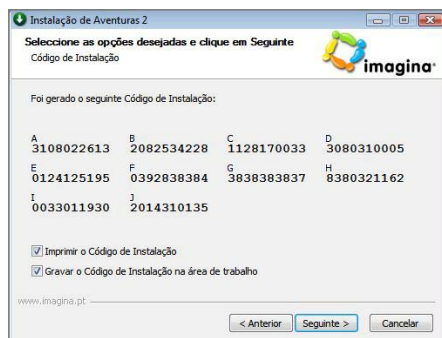 Instalação de Aventuras 2
Seleccione as opções desejadas e clique em Seguinte
Código de Instalação
imagina
Foi gerado o seguinte Código de Instalação:
A B C D
3108022613 2082534228 1128170033 3080310005
E F G H
0124125195 0392838384 3838383837 8380321162
I J
0033011930 2014310135
Imprimir o Código de Instalação
Gravar o Código de Instalação na área de trabalho
www.imagina.pt
< Anterior Seguinte > Cancelar